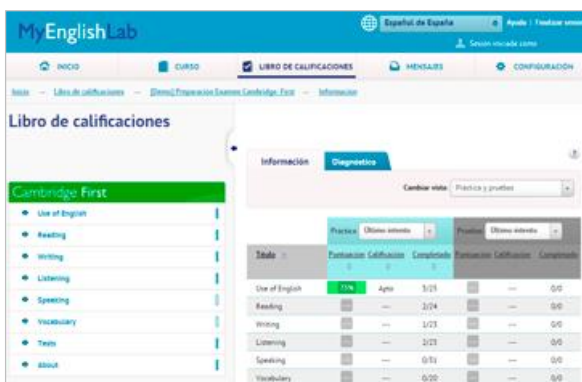 MyEnglishLab
Español de España
Ayuda | Finalizar
Sesión iniciada como
INICIO
CURSO
LIBRO DE CALIFICACIONES
MENSAJES
CONFIGURACIÓN
Inicio — Libro de calificaciones — (Demo) Preparación Examen Cambridge: First — Información
Libro de calificaciones
Información
Diagnóstico
Cambiar vista: Práctica y pruebas
Cambridge First
Use of English
Reading
Writing
Listening
Speaking
Vocabulary
Tests
About
Práctica Último intento
Pruebas Último intento
Título Puntuación Calificación Completado Puntuación Calificación Completado
Use of English 75% Apto 3/25 --- --- 0/0
Reading --- --- 2/24 --- --- 0/0
Writing --- --- 1/23 --- --- 0/0
Listening --- --- 2/25 --- --- 0/0
Speaking --- --- 0/31 --- --- 0/0
Vocabulary --- --- 0/20 --- --- 0/0